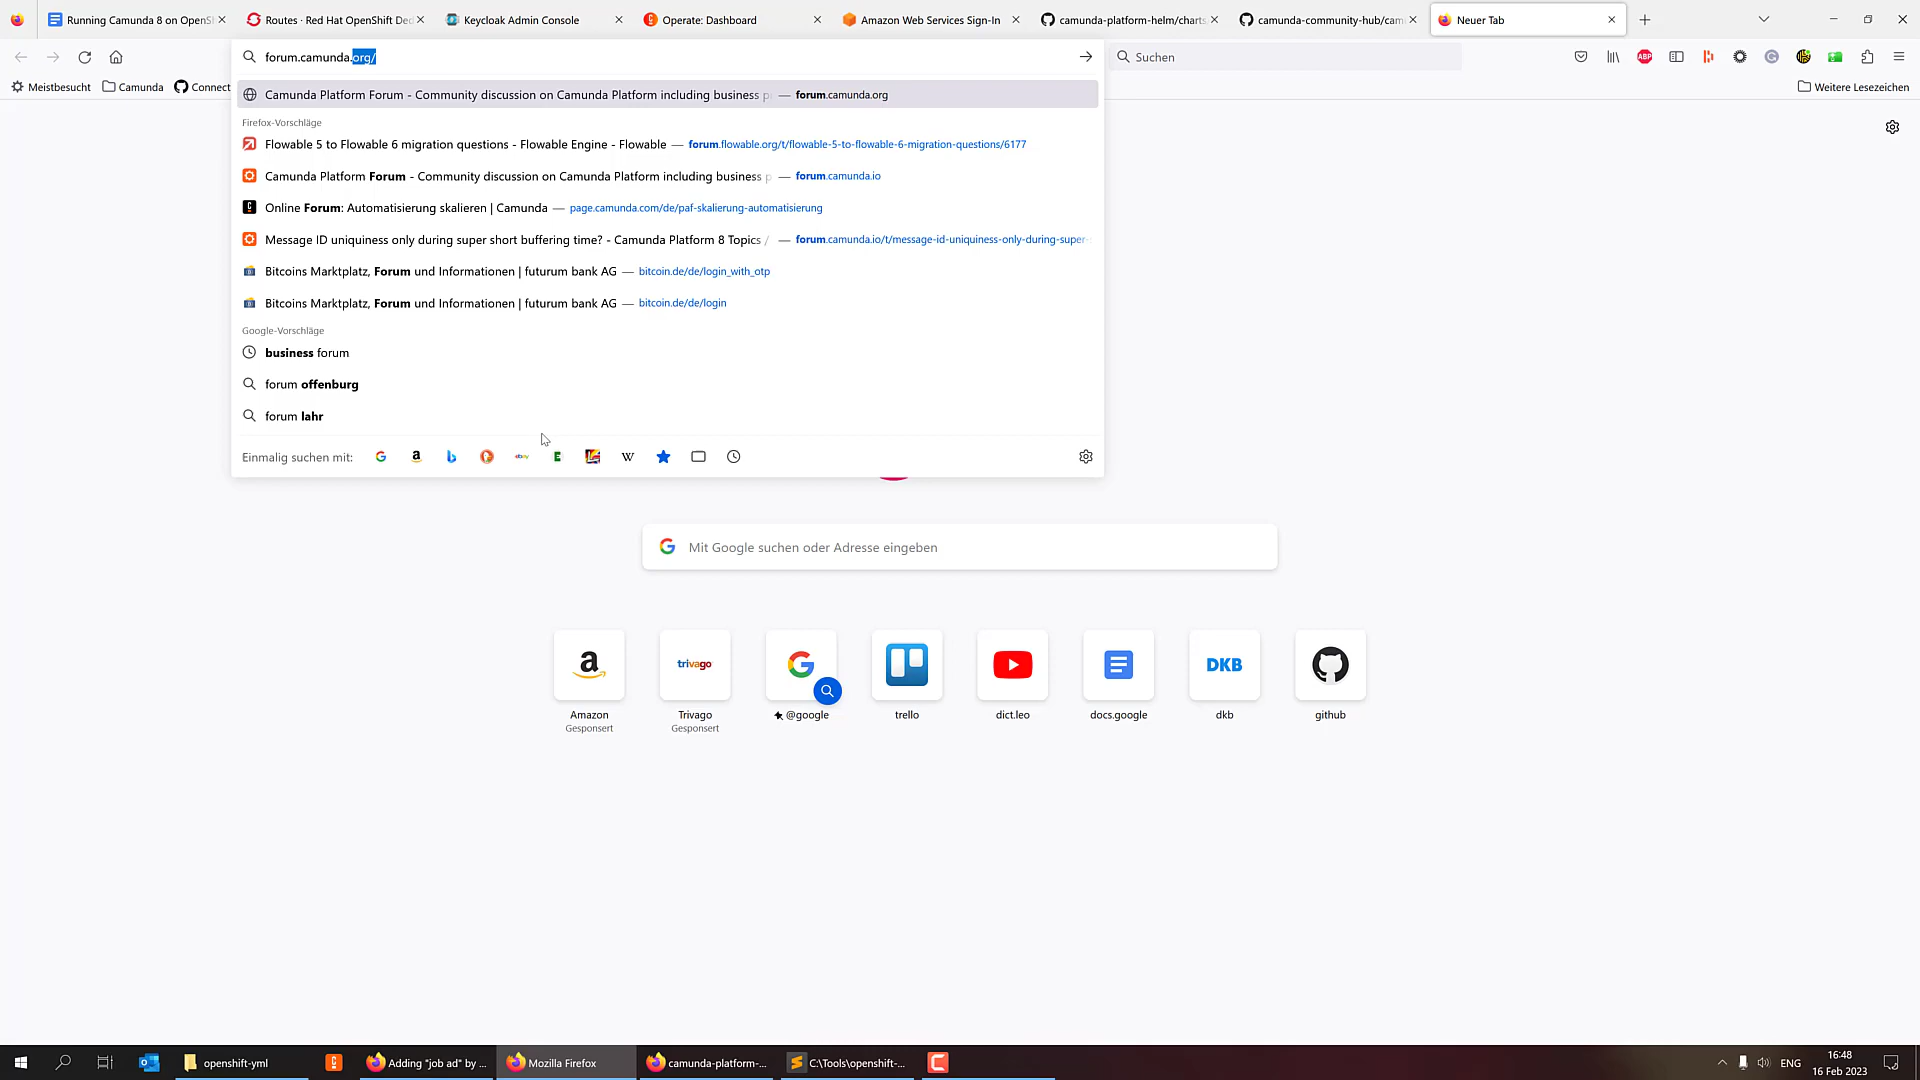 Running Camunda 8 on OpenS
Routes · Red Hat OpenShift Ded
Keycloak Admin Console
Operate: Dashboard
Amazon Web Services Sign-In
camunda-platform-helm/charts
camunda-community-hub/cam
Neuer Tab
forum.camunda.org/
Suchen
Meistbesucht
Camunda
Connect
Weitere Lesezeichen
Camunda Platform Forum - Community discussion on Camunda Platform including business p — forum.camunda.org
Firefox-Vorschläge
Flowable 5 to Flowable 6 migration questions - Flowable Engine - Flowable — forum.flowable.org/t/flowable-5-to-flowable-6-migration-questions/6177
Camunda Platform Forum - Community discussion on Camunda Platform including business p — forum.camunda.io
Online Forum: Automatisierung skalieren | Camunda — page.camunda.com/de/paf-skalierung-automatisierung
Message ID uniquiness only during super short buffering time? - Camunda Platform 8 Topics / — forum.camunda.io/t/message-id-uniquiness-only-during-super-
Bitcoins Marktplatz, Forum und Informationen | futurum bank AG — bitcoin.de/de/login_with_otp
Bitcoins Marktplatz, Forum und Informationen | futurum bank AG — bitcoin.de/de/login
Google-Vorschläge
business forum
forum offenburg
forum lahr
Einmalig suchen mit:
Mit Google suchen oder Adresse eingeben
trivago
DKB
Amazon
Gesponsert
Trivago
Gesponsert
@google
trello
dict.leo
docs.google
dkb
github
openshift-yml
Adding "job ad" by ...
Mozilla Firefox
camunda-platform-...
C:\Tools\openshift-...
ENG
16:48
16 Feb 2023